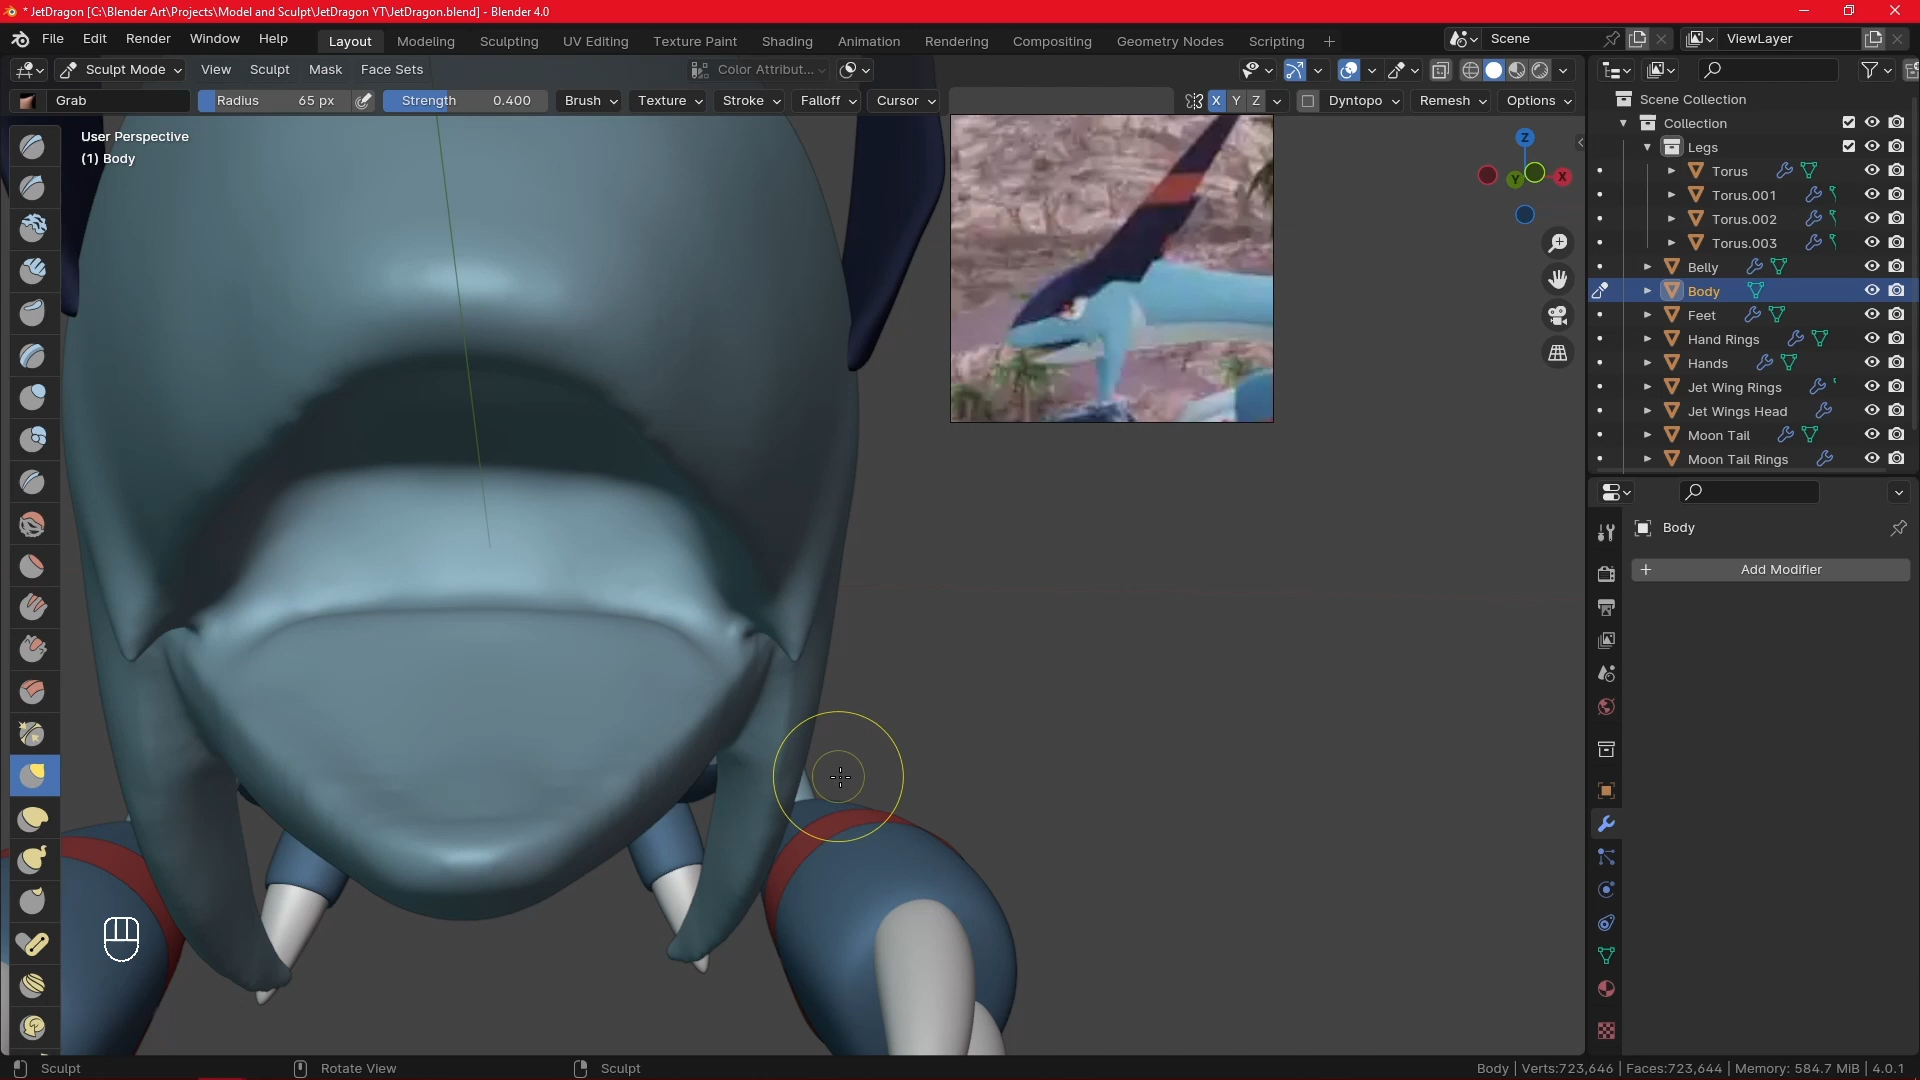 * JetDragon [C:\Blender Art\Projects\Model and Sculpt\JetDragon YT\JetDragon.blend] - Blender 4.0
File Edit Render Window Help Layout Modeling Sculpting UV Editing Texture Paint Shading Animation Rendering Compositing Geometry Nodes Scripting + Scene ViewLayer
Sculpt Mode View Sculpt Mask Face Sets Color Attribut...
Grab Radius 65 px Strength 0.400 Brush Texture Stroke Falloff Cursor X Y Z Dyntopo Remesh Options
User Perspective
(1) Body
Z
Y
X
Scene Collection
Collection
Legs
Torus
Torus.001
Torus.002
Torus.003
Belly
Body
Feet
Hand Rings
Hands
Jet Wing Rings
Jet Wings Head
Moon Tail
Moon Tail Rings
Body
+ Add Modifier
Sculpt Rotate View Sculpt Body | Verts:723,646 | Faces:723,644 | Memory: 584.7 MiB | 4.0.1